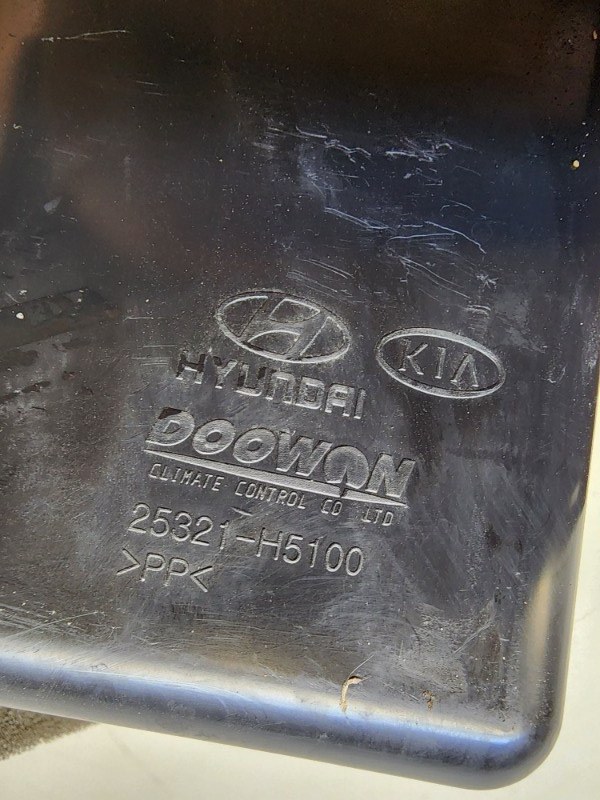 HYUNDAI
KIA
DOOWON
CLIMATE CONTROL CO LTD
25321-H5100
>PP<